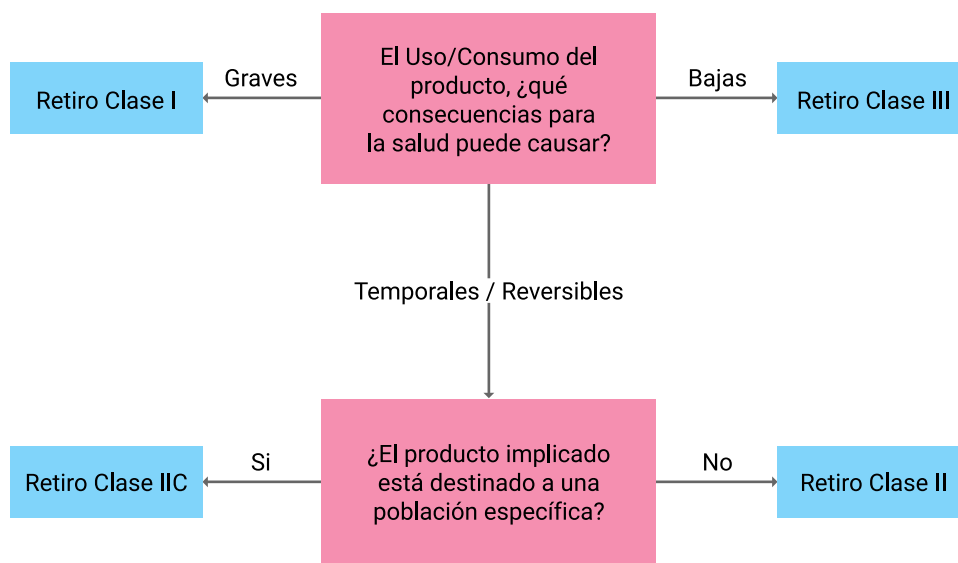 El Uso/Consumo del
producto, ¿qué
consecuencias para
la salud puede causar?
Graves
Bajas
Retiro Clase I
Retiro Clase III
Temporales / Reversibles
¿El producto implicado
está destinado a una
población específica?
Si
No
Retiro Clase IIC
Retiro Clase II